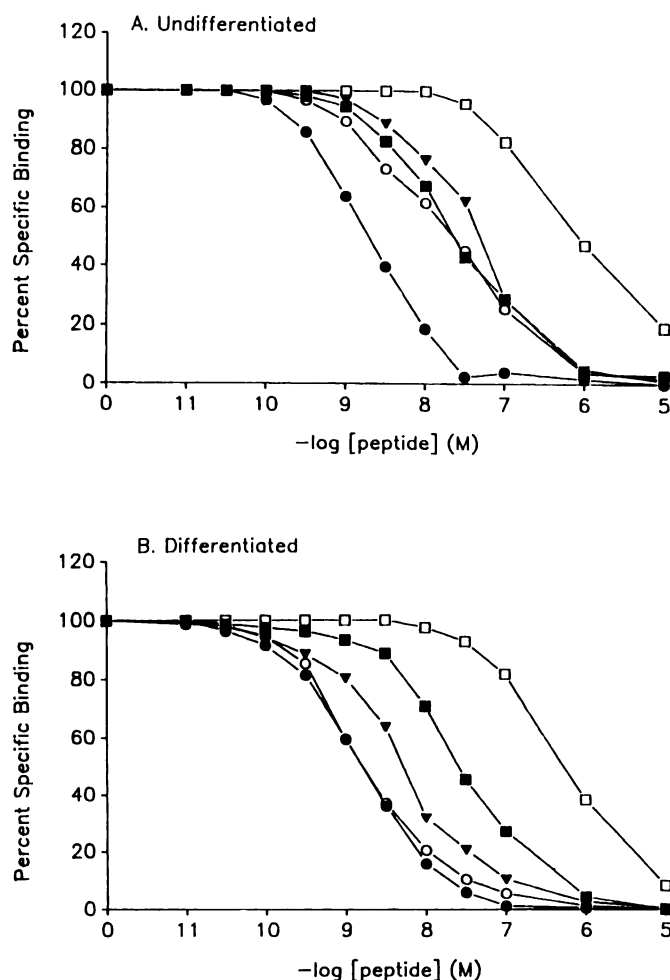 A. Undifferentiated
120
100
80
60
40
20
0
Percent Specific Binding
0 11 10 9 8 7 6 5
−log [peptide] (M)
B. Differentiated
120
100
80
60
40
20
0
Percent Specific Binding
0 11 10 9 8 7 6 5
−log [peptide] (M)